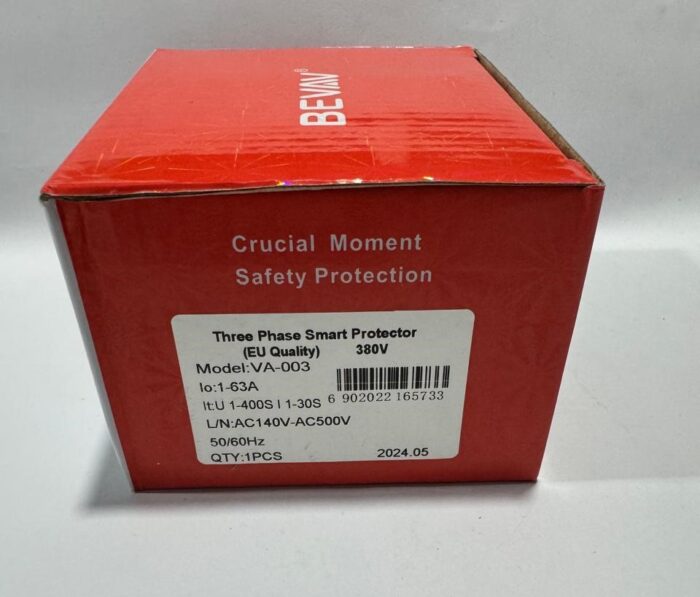 BEVAV®
Crucial Moment
Safety Protection
Three Phase Smart Protector
(EU Quality) 380V
Model:VA-003
Io:1-63A
It:U 1-400S I 1-30S
6 902022 165733
L/N:AC140V-AC500V
50/60Hz
QTY:1PCS 2024.05